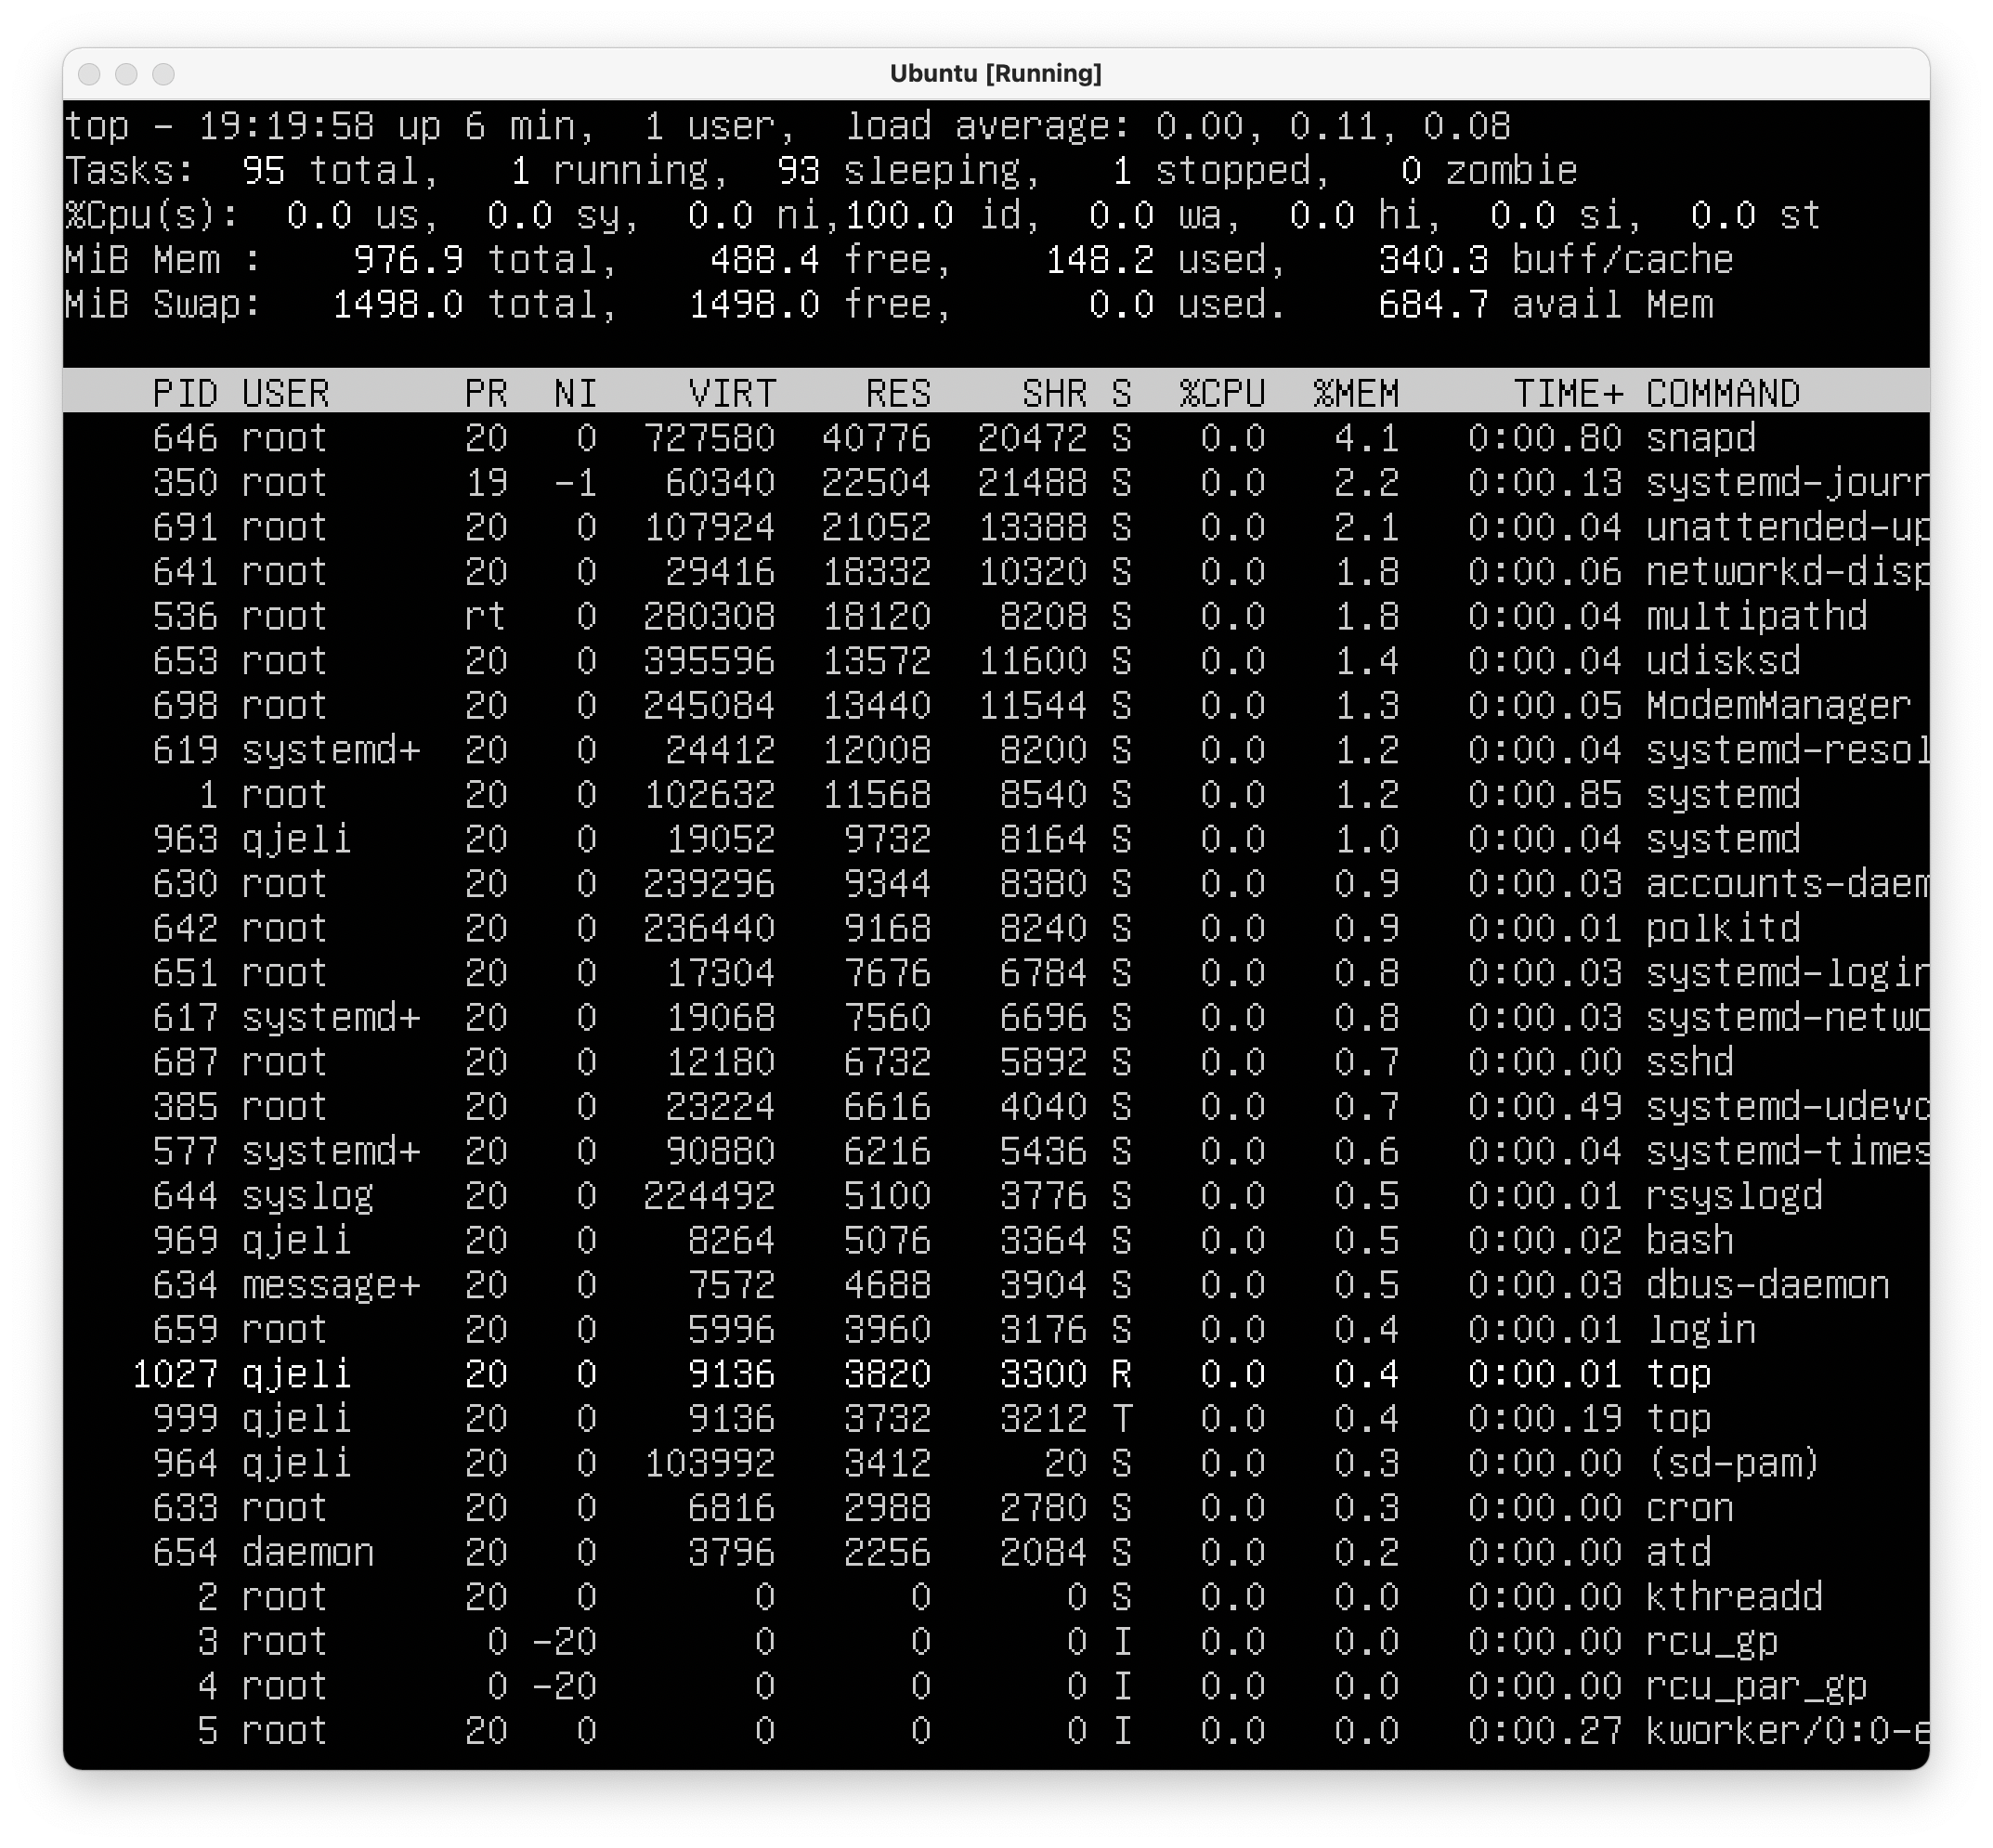 Ubuntu [Running]
top - 19:19:58 up 6 min,  1 user,  load average: 0.00, 0.11, 0.08
Tasks:  95 total,   1 running,  93 sleeping,   1 stopped,   0 zombie
%Cpu(s):  0.0 us,  0.0 sy,  0.0 ni,100.0 id,  0.0 wa,  0.0 hi,  0.0 si,  0.0 st
MiB Mem :    976.9 total,    488.4 free,    148.2 used,    340.3 buff/cache
MiB Swap:   1498.0 total,   1498.0 free,      0.0 used.    684.7 avail Mem
PID USER      PR  NI    VIRT    RES    SHR S  %CPU  %MEM     TIME+ COMMAND
646 root      20   0  727580  40776  20472 S   0.0   4.1   0:00.80 snapd
350 root      19  -1   60340  22504  21488 S   0.0   2.2   0:00.13 systemd-journ
691 root      20   0  107924  21052  13388 S   0.0   2.1   0:00.04 unattended-up
641 root      20   0   29416  18332  10320 S   0.0   1.8   0:00.06 networkd-disp
536 root      rt   0  280308  18120   8208 S   0.0   1.8   0:00.04 multipathd
653 root      20   0  395596  13572  11600 S   0.0   1.4   0:00.04 udisksd
698 root      20   0  245084  13440  11544 S   0.0   1.3   0:00.05 ModemManager
619 systemd+  20   0   24412  12008   8200 S   0.0   1.2   0:00.04 systemd-resol
1 root      20   0  102632  11568   8540 S   0.0   1.2   0:00.85 systemd
963 qjeli     20   0   19052   9732   8164 S   0.0   1.0   0:00.04 systemd
630 root      20   0  239296   9344   8380 S   0.0   0.9   0:00.03 accounts-daem
642 root      20   0  236440   9168   8240 S   0.0   0.9   0:00.01 polkitd
651 root      20   0   17304   7676   6784 S   0.0   0.8   0:00.03 systemd-login
617 systemd+  20   0   19068   7560   6696 S   0.0   0.8   0:00.03 systemd-netwo
687 root      20   0   12180   6732   5892 S   0.0   0.7   0:00.00 sshd
385 root      20   0   23224   6616   4040 S   0.0   0.7   0:00.49 systemd-udevd
577 systemd+  20   0   90880   6216   5436 S   0.0   0.6   0:00.04 systemd-times
644 syslog    20   0  224492   5100   3776 S   0.0   0.5   0:00.01 rsyslogd
969 qjeli     20   0    8264   5076   3364 S   0.0   0.5   0:00.02 bash
634 message+  20   0    7572   4688   3904 S   0.0   0.5   0:00.03 dbus-daemon
659 root      20   0    5996   3960   3176 S   0.0   0.4   0:00.01 login
1027 qjeli     20   0    9136   3820   3300 R   0.0   0.4   0:00.01 top
999 qjeli     20   0    9136   3732   3212 T   0.0   0.4   0:00.19 top
964 qjeli     20   0  103992   3412     20 S   0.0   0.3   0:00.00 (sd-pam)
633 root      20   0    6816   2988   2780 S   0.0   0.3   0:00.00 cron
654 daemon    20   0    3796   2256   2084 S   0.0   0.2   0:00.00 atd
2 root      20   0       0      0      0 S   0.0   0.0   0:00.00 kthreadd
3 root       0 -20       0      0      0 I   0.0   0.0   0:00.00 rcu_gp
4 root       0 -20       0      0      0 I   0.0   0.0   0:00.00 rcu_par_gp
5 root      20   0       0      0      0 I   0.0   0.0   0:00.27 kworker/0:0-e